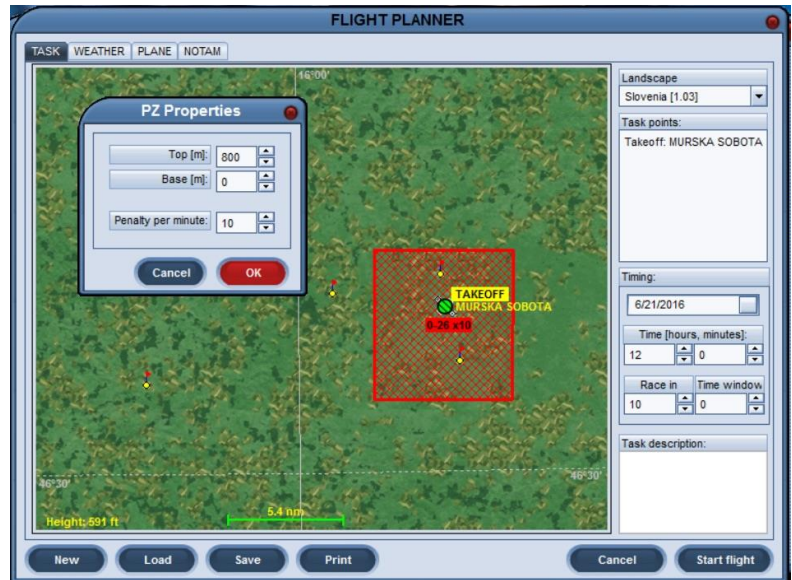 FLIGHT PLANNER
TASK WEATHER PLANE NOTAM
16°00'
PZ Properties
Top [m]: 800
Base [m]: 0
Penalty per minute: 10
Cancel OK
TAKEOFF
MURSKA SOBOTA
0-26 x10
46°30' 46°30'
5.4 nm
Height: 591 ft
Landscape
Slovenia [1.03]
Task points:
Takeoff: MURSKA SOBOTA
Timing:
6/21/2016
Time [hours, minutes]:
12 0
Race in Time window
10 0
Task description:
New Load Save Print Cancel Start flight